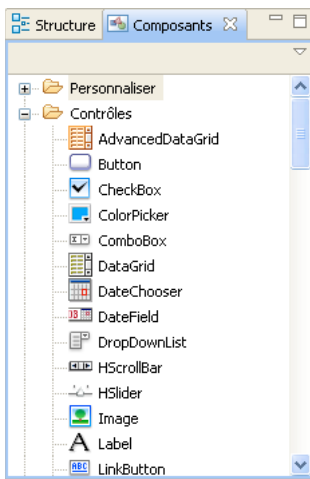 Structure Composants
Personnaliser
Contrôles
AdvancedDataGrid
Button
CheckBox
ColorPicker
ComboBox
DataGrid
DateChooser
DateField
DropDownList
HScrollBar
HSlider
Image
Label
LinkButton